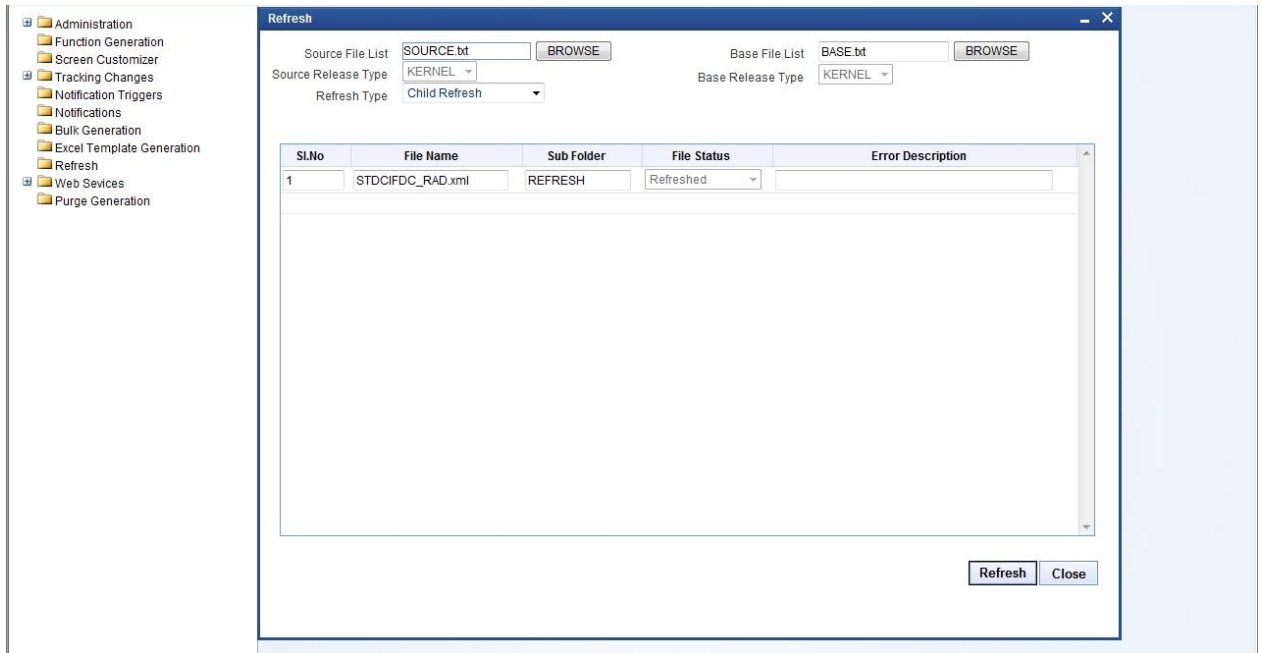 Administration
Function Generation
Screen Customizer
Tracking Changes
Notification Triggers
Notifications
Bulk Generation
Excel Template Generation
Refresh
Web Sevices
Purge Generation
Refresh
Source File List SOURCE.txt BROWSE Base File List BASE.txt BROWSE
Source Release Type KERNEL Base Release Type KERNEL
Refresh Type Child Refresh
Sl.No File Name Sub Folder File Status Error Description
1 STDCIFDC_RAD.xml REFRESH Refreshed
Refresh Close